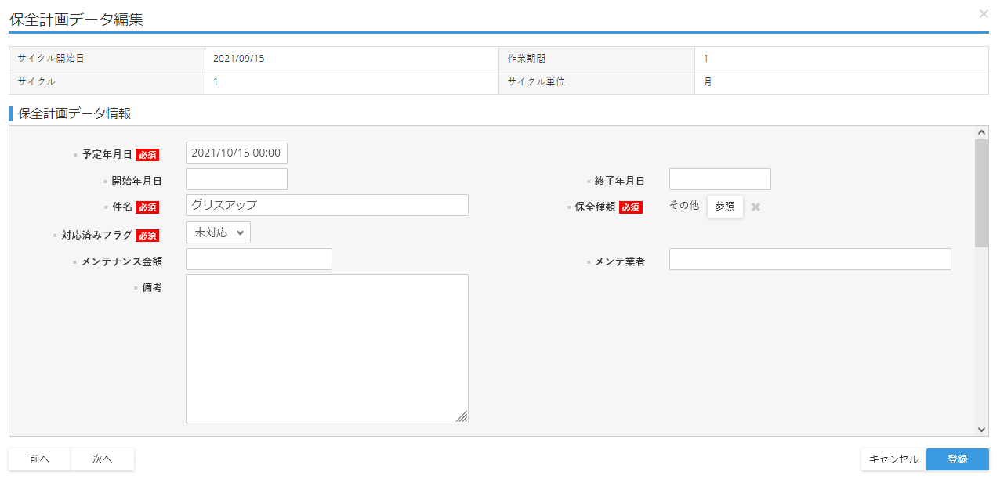 保全計画データ編集
サイクル開始日 2021/09/15 作業期間 1
サイクル 1 サイクル単位 月
保全計画データ情報
予定年月日 必須 2021/10/15 00:00
開始年月日 終了年月日
件名 必須 グリスアップ 保全種類 必須 その他 参照
対応済みフラグ 必須 未対応
メンテナンス金額 メンテ業者
備考
前へ 次へ キャンセル 登録